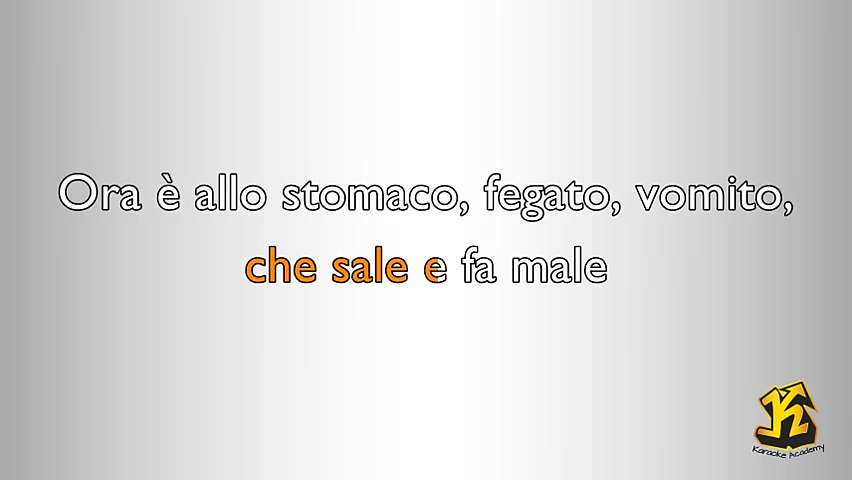 Ora è allo stomaco, fegato, vomito,
che sale e fa male
K
Karaoke Academy